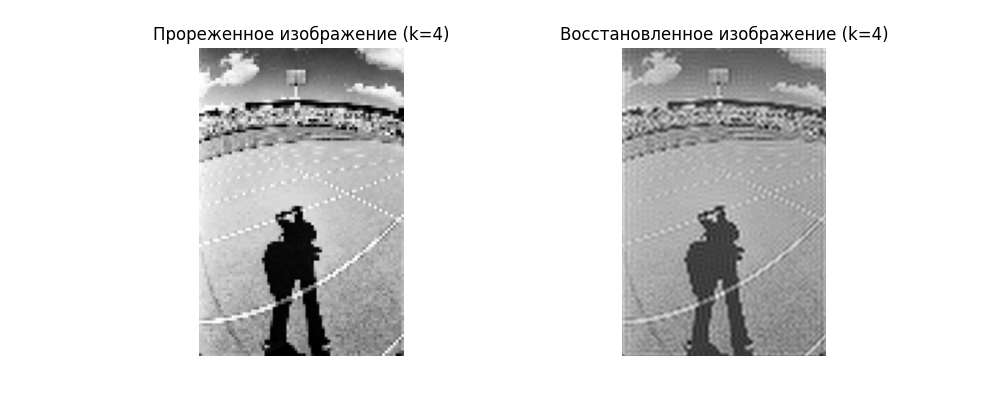 Прореженное изображение (k=4)
Восстановленное изображение (k=4)